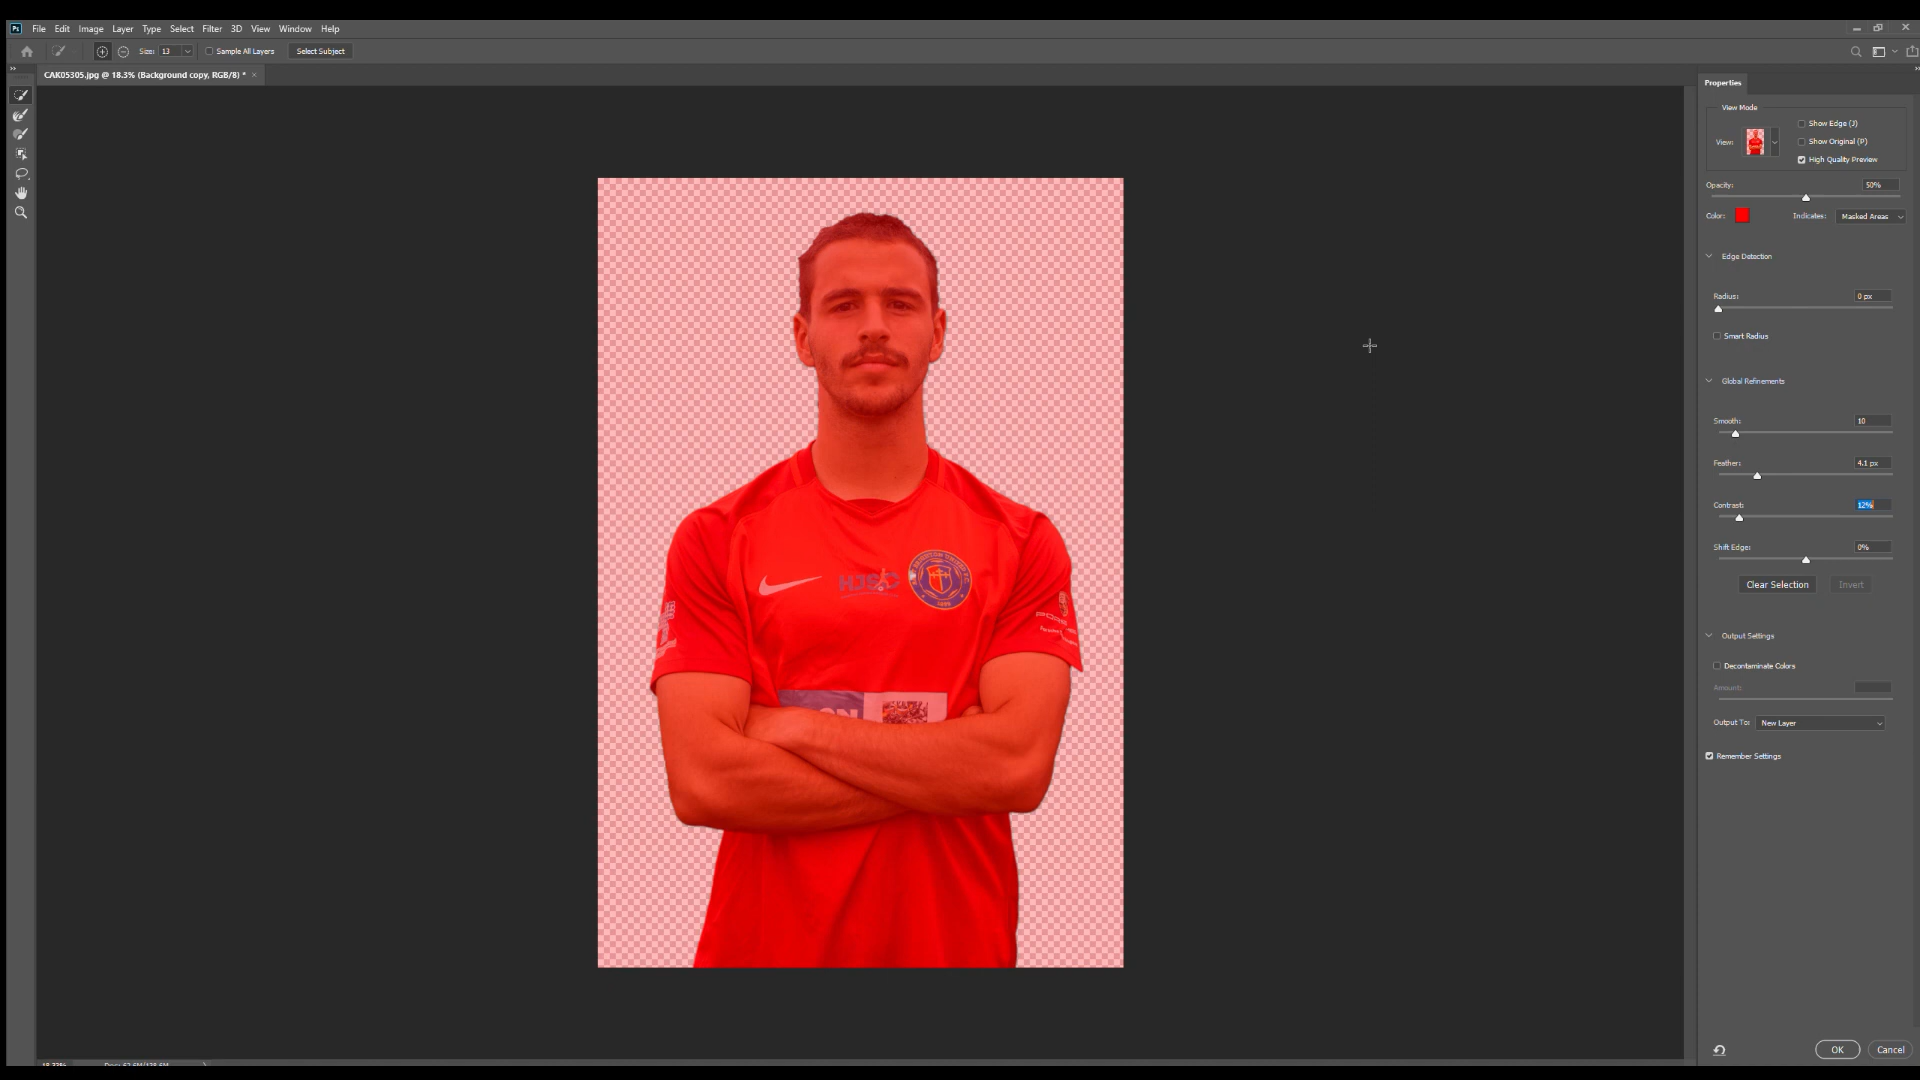 Ps File Edit Image Layer Type Select Filter 3D View Window Help
Size: 13 Sample All Layers Select Subject
CAK05305.jpg @ 18.3% (Background copy, RGB/8) * ×
Properties
View Mode
View:
Show Edge (J)
Show Original (P)
High Quality Preview
Opacity: 50%
Color: Indicates: Masked Areas
Edge Detection
Radius: 0 px
Smart Radius
Global Refinements
Smooth: 10
Feather: 4.1 px
Contrast: 12%
Shift Edge: 0%
Clear Selection Invert
Output Settings
Decontaminate Colors
Amount:
Output To: New Layer
Remember Settings
OK Cancel
HJS
UNITED F.C.